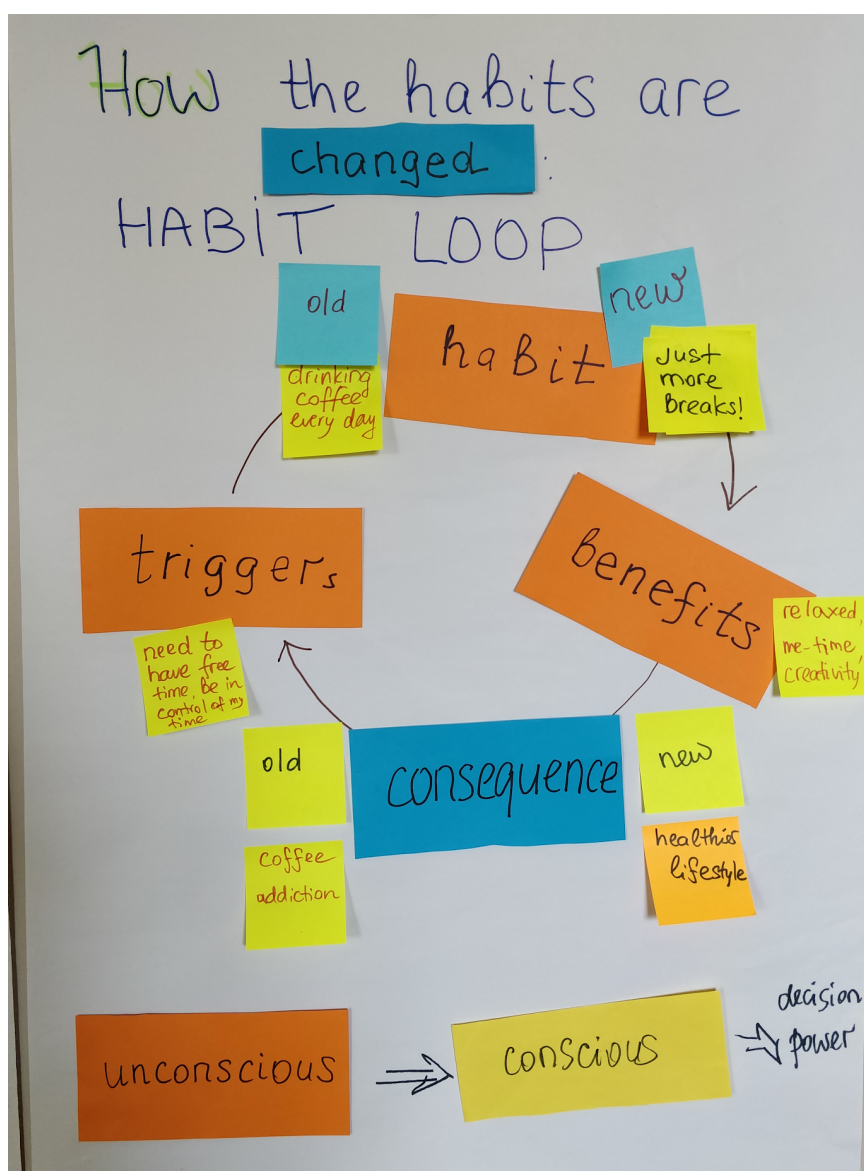 How the habits are
changed :
HABIT LOOP
old
drinking
coffee
every day
habit
new
Just
more
Breaks!
triggers
need to
have free
time, Be in
control of my
time
benefits
relaxed,
me-time,
creativity
old
coffee
addiction
consequence
new
healthier
lifestyle
unconscious
conscious
decision
power